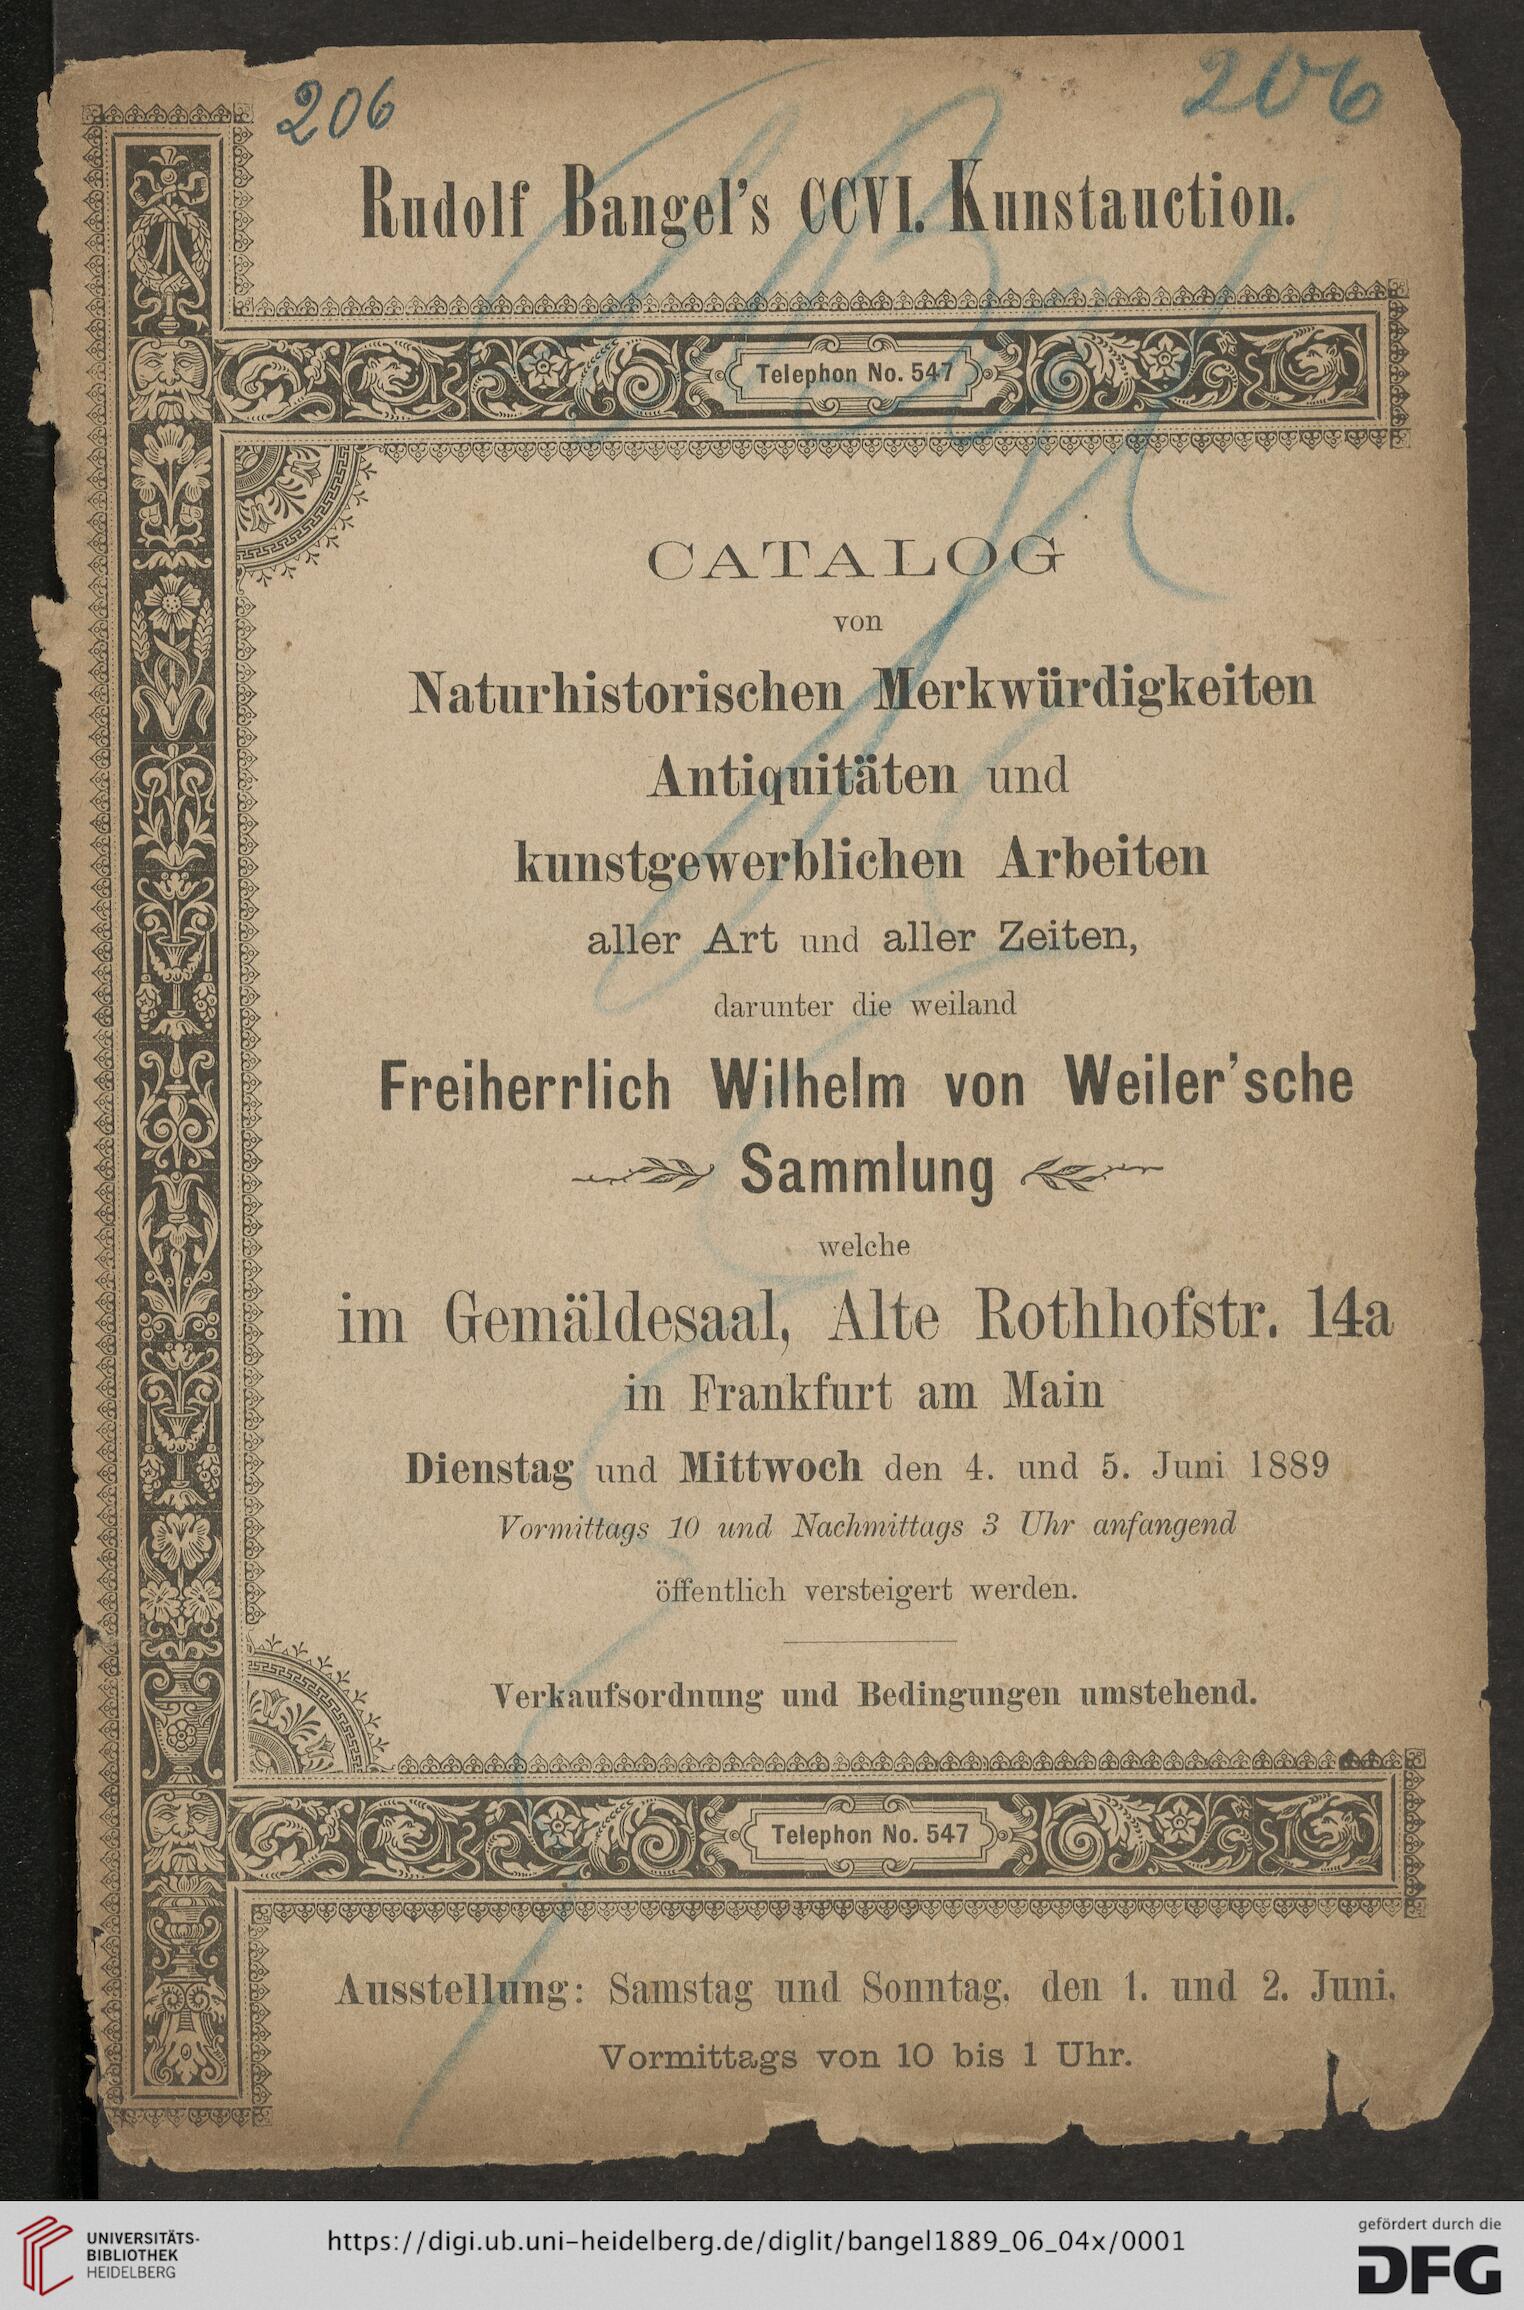 206
206
Rudolf Bangel's CCVI. Kunstauction.
Telephon No. 547
CATALOG
von
Naturhistorischen Merkwürdigkeiten
Antiquitäten und
kunstgewerblichen Arbeiten
aller Art und aller Zeiten,
darunter die weiland
Freiherrlich Wilhelm von Weiler'sche
Sammlung
welche
im Gemäldesaal, Alte Rothhofstr. 14a
in Frankfurt am Main
Dienstag und Mittwoch den 4. und 5. Juni 1889
Vormittags 10 und Nachmittags 3 Uhr anfangend
öffentlich versteigert werden.
Verkaufsordnung und Bedingungen umstehend.
Telephon No. 547
Ausstellung: Samstag und Sonntag, den 1. und 2. Juni,
Vormittags von 10 bis 1 Uhr.
UNIVERSITÄTS-
BIBLIOTHEK
HEIDELBERG
https://digi.ub.uni-heidelberg.de/diglit/bangel1889_06_04x/0001
gefördert durch die
DFG